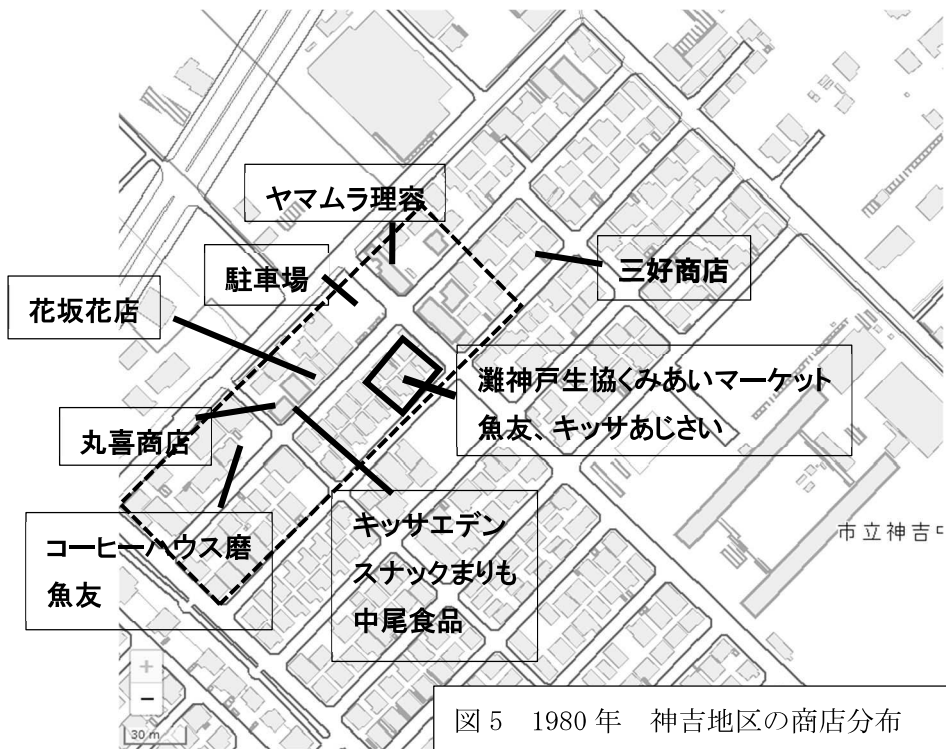 ヤマムラ理容
駐車場
三好商店
花坂花店
灘神戸生協くみあいマーケット
魚友、キッサあじさい
丸喜商店
コーヒーハウス磨
魚友
キッサエデン
スナックまりも
中尾食品
市立神吉中
+
−
30 m
図5 1980年 神吉地区の商店分布